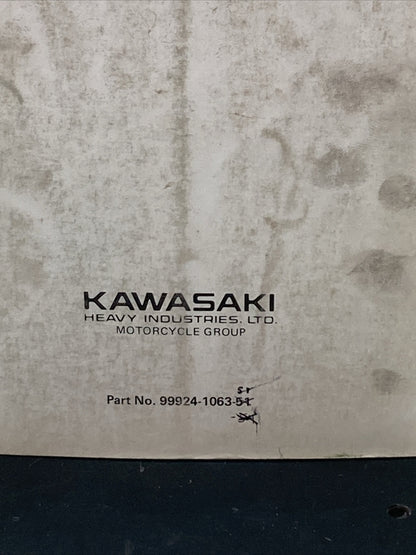 KAWASAKI
HEAVY INDUSTRIES, LTD.
MOTORCYCLE GROUP
Part No. 99924-1063-51